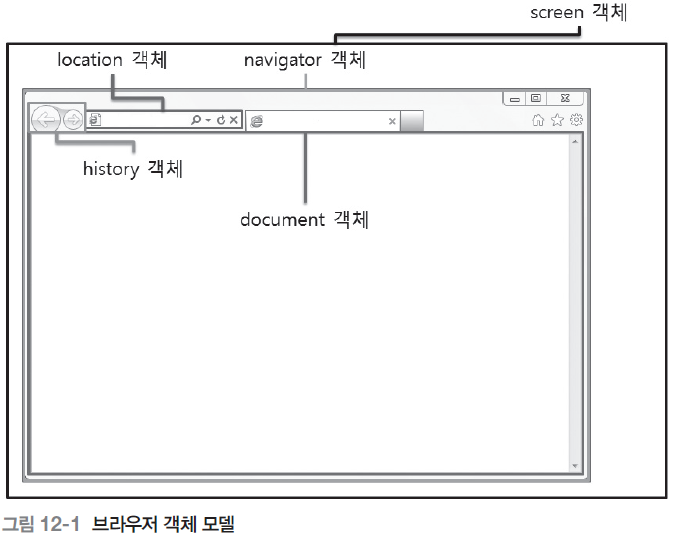 screen 객체
location 객체
navigator 객체
history 객체
document 객체
그림 12-1 브라우저 객체 모델